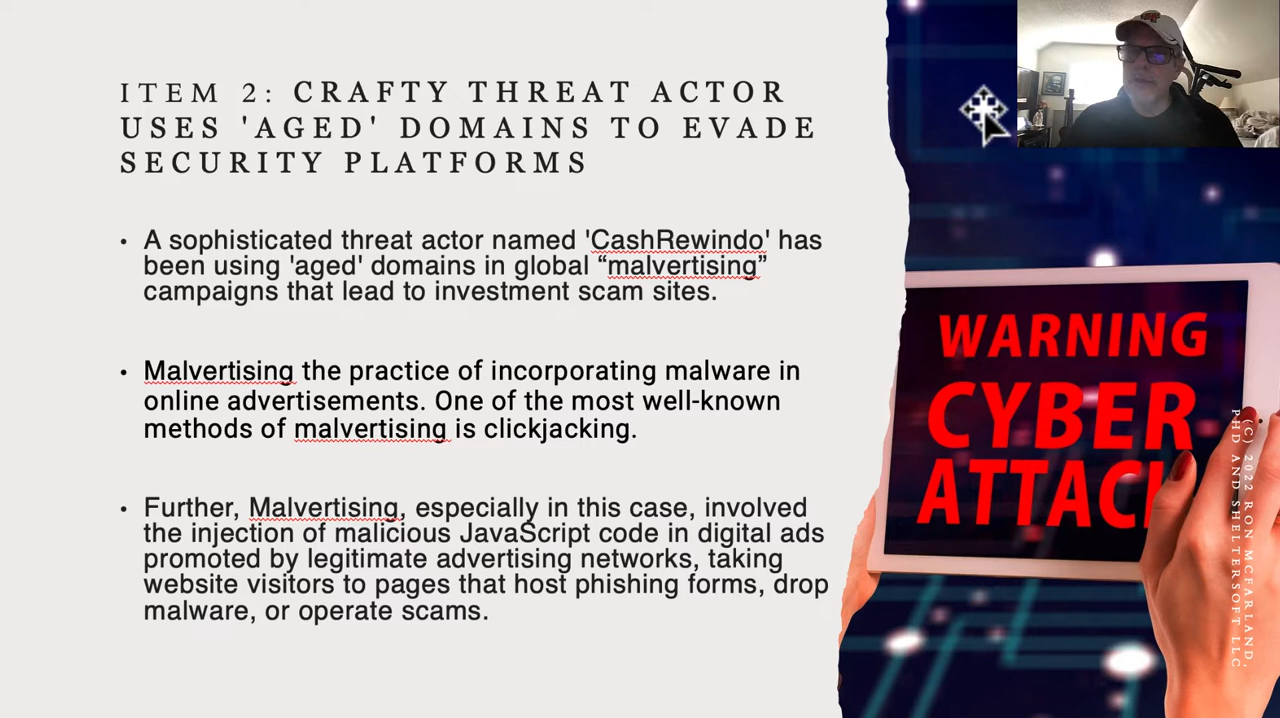 ITEM 2: CRAFTY THREAT ACTOR
USES 'AGED' DOMAINS TO EVADE
SECURITY PLATFORMS
• A sophisticated threat actor named 'CashRewindo' has
been using 'aged' domains in global “malvertising”
campaigns that lead to investment scam sites.
• Malvertising the practice of incorporating malware in
online advertisements. One of the most well-known
methods of malvertising is clickjacking.
• Further, Malvertising, especially in this case, involved
the injection of malicious JavaScript code in digital ads
promoted by legitimate advertising networks, taking
website visitors to pages that host phishing forms, drop
malware, or operate scams.
WARNING
CYBER
ATTAC
(C) 2022 RON MCFARLAND,
PHD AND SHELTERSOFT LLC